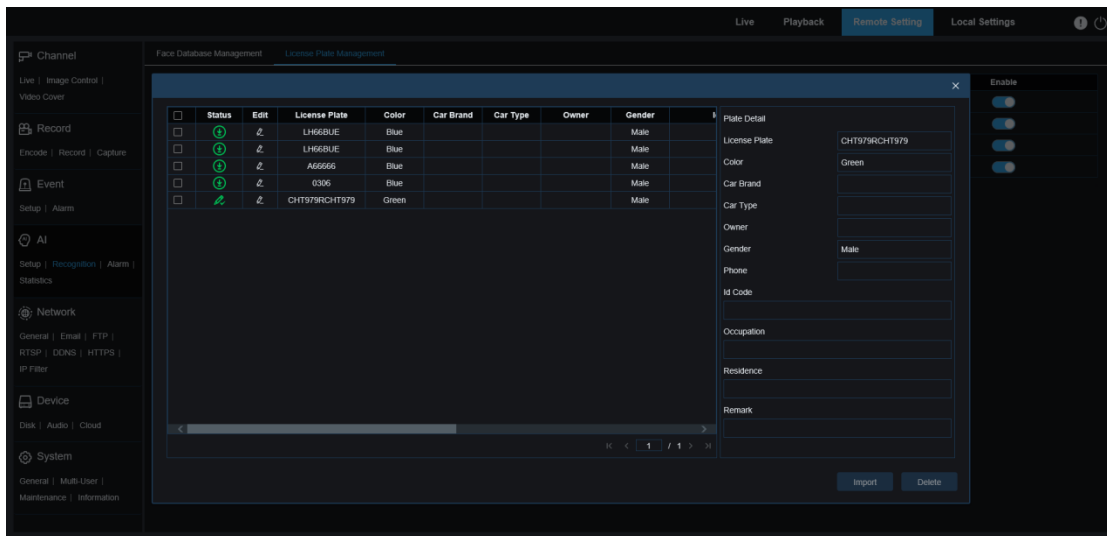 Live Playback Remote Setting Local Settings
Channel
Live | Image Control |
Video Cover
Record
Encode | Record | Capture
Event
Setup | Alarm
AI
Setup | Recognition | Alarm |
Statistics
Network
General | Email | FTP |
RTSP | DDNS | HTTPS |
IP Filter
Device
Disk | Audio | Cloud
System
General | Multi-User |
Maintenance | Information
Face Database Management License Plate Management
Enable
Status Edit License Plate Color Car Brand Car Type Owner Gender
LH66BUE Blue Male
LH66BUE Blue Male
A66666 Blue Male
0306 Blue Male
CHT979RCHT979 Green Male
1 / 1
Plate Detail
License Plate CHT979RCHT979
Color Green
Car Brand
Car Type
Owner
Gender Male
Phone
Id Code
Occupation
Residence
Remark
Import Delete